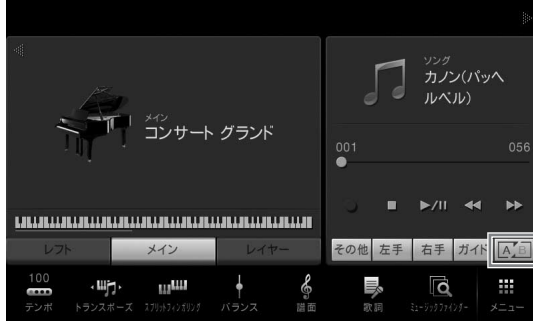 メイン
コンサート グランド
レフト
メイン
レイヤー
ソング
カノン(パッヘ
ルベル)
001 056
その他 左手 右手 ガイド A B
100
テンポ トランスポーズ スプリットフィンガリング バランス 譜面 歌詞 ミュージックファインダー メニュー